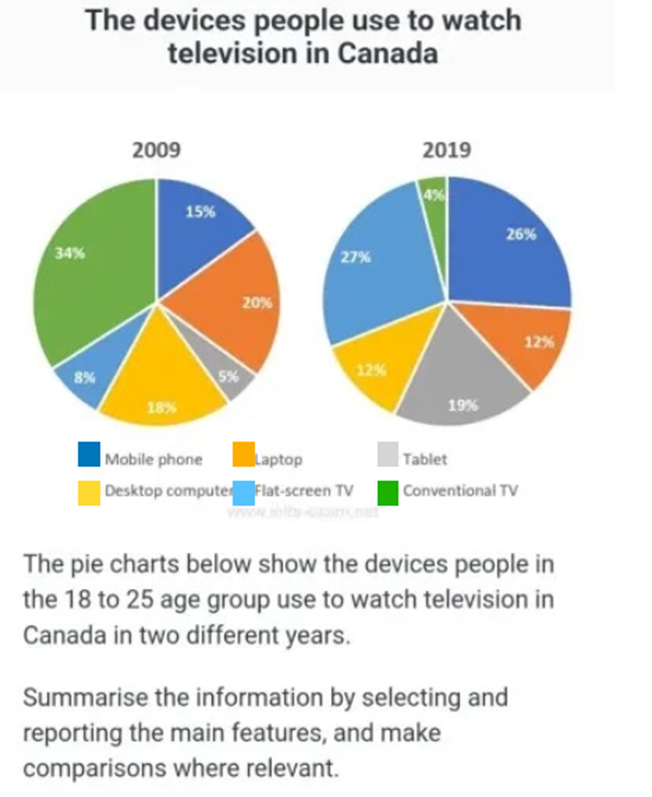 The devices people use to watch
television in Canada
2009 2019
15%
20%
5%
18%
8%
34%
26%
12%
19%
12%
27%
4%
Mobile phone Laptop Tablet
Desktop computer Flat-screen TV Conventional TV
www.ielts-exam.net
The pie charts below show the devices people in
the 18 to 25 age group use to watch television in
Canada in two different years.
Summarise the information by selecting and
reporting the main features, and make
comparisons where relevant.